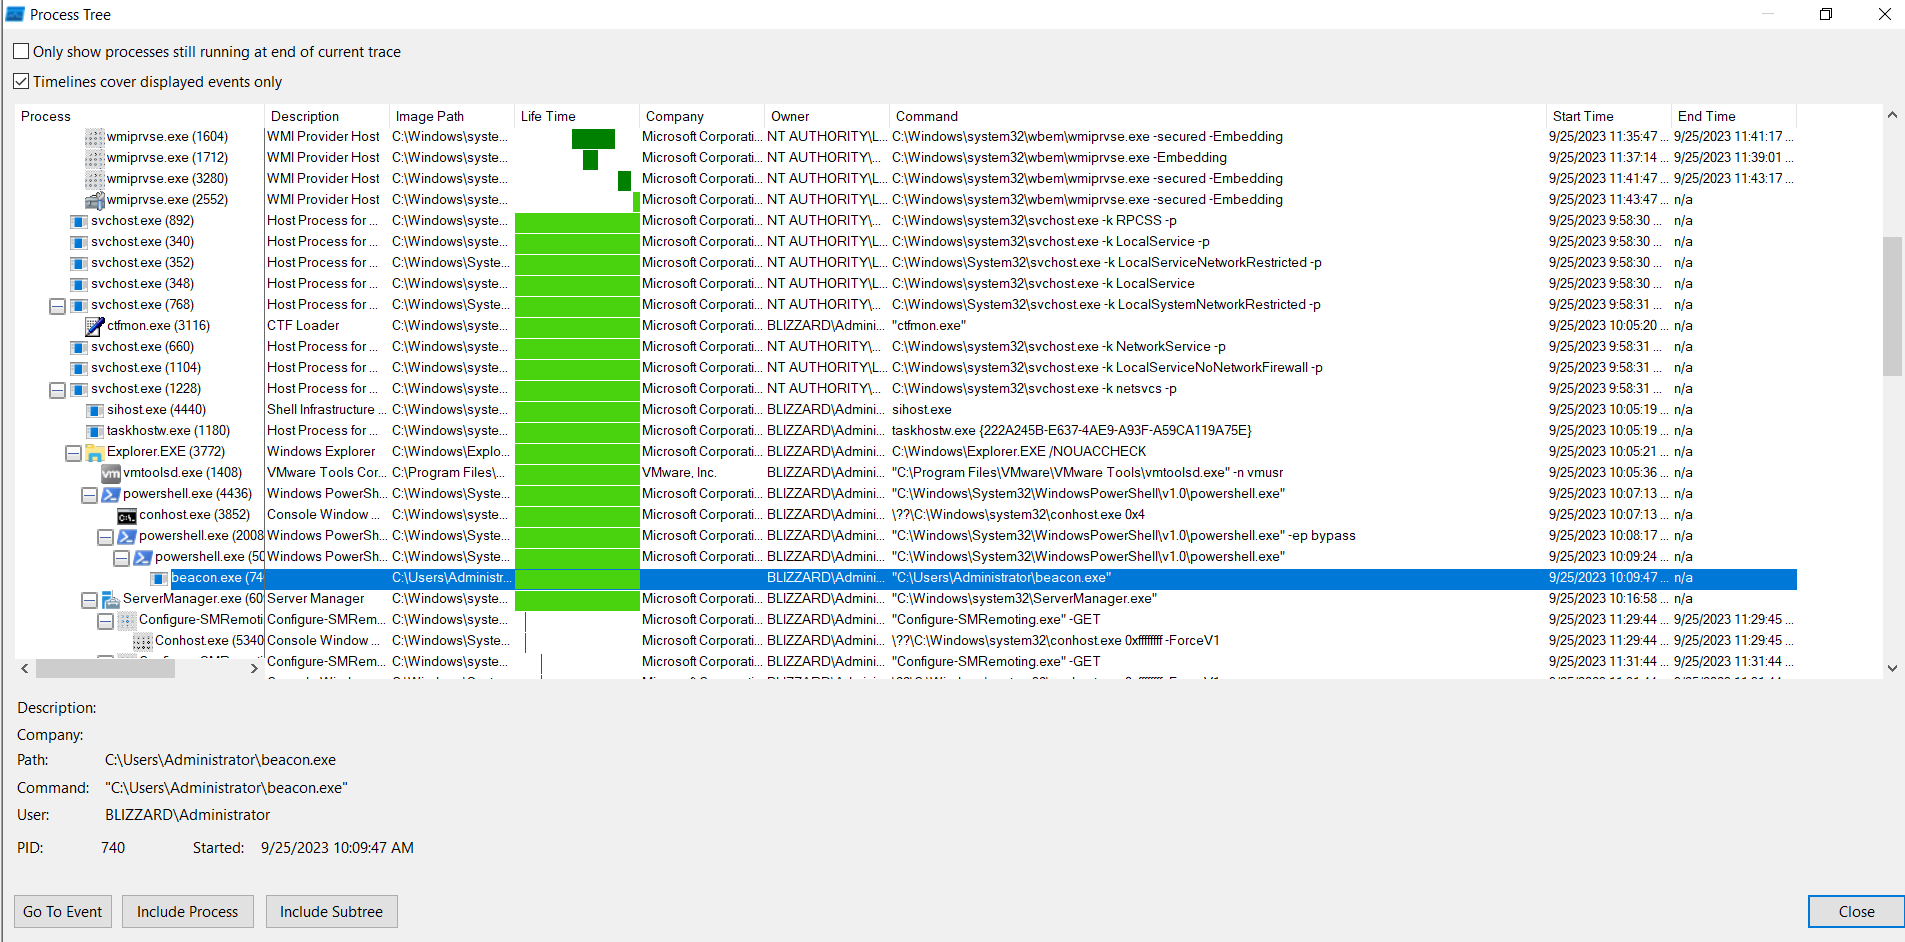 Process Tree
Only show processes still running at end of current trace
Timelines cover displayed events only
Process Description Image Path Life Time Company Owner Command Start Time End Time
wmiprvse.exe (1604) WMI Provider Host C:\Windows\syste... Microsoft Corporati... NT AUTHORITY\L... C:\Windows\system32\wbem\wmiprvse.exe -secured -Embedding 9/25/2023 11:35:47 ... 9/25/2023 11:41:17 ...
wmiprvse.exe (1712) WMI Provider Host C:\Windows\syste... Microsoft Corporati... NT AUTHORITY\L... C:\Windows\system32\wbem\wmiprvse.exe -Embedding 9/25/2023 11:37:14 ... 9/25/2023 11:39:01 ...
wmiprvse.exe (3280) WMI Provider Host C:\Windows\syste... Microsoft Corporati... NT AUTHORITY\L... C:\Windows\system32\wbem\wmiprvse.exe -secured -Embedding 9/25/2023 11:41:47 ... 9/25/2023 11:43:17 ...
wmiprvse.exe (2552) WMI Provider Host C:\Windows\syste... Microsoft Corporati... NT AUTHORITY\L... C:\Windows\system32\wbem\wmiprvse.exe -secured -Embedding 9/25/2023 11:43:47 ... n/a
svchost.exe (892) Host Process for ... C:\Windows\syste... Microsoft Corporati... NT AUTHORITY\... C:\Windows\system32\svchost.exe -k RPCSS -p 9/25/2023 9:58:30 ... n/a
svchost.exe (340) Host Process for ... C:\Windows\syste... Microsoft Corporati... NT AUTHORITY\L... C:\Windows\system32\svchost.exe -k LocalService -p 9/25/2023 9:58:30 ... n/a
svchost.exe (352) Host Process for ... C:\Windows\Syste... Microsoft Corporati... NT AUTHORITY\L... C:\Windows\System32\svchost.exe -k LocalServiceNetworkRestricted -p 9/25/2023 9:58:30 ... n/a
svchost.exe (348) Host Process for ... C:\Windows\syste... Microsoft Corporati... NT AUTHORITY\L... C:\Windows\system32\svchost.exe -k LocalService 9/25/2023 9:58:30 ... n/a
svchost.exe (768) Host Process for ... C:\Windows\System... Microsoft Corporati... NT AUTHORITY\... C:\Windows\System32\svchost.exe -k LocalSystemNetworkRestricted -p 9/25/2023 9:58:31 ... n/a
ctfmon.exe (3116) CTF Loader C:\Windows\syste... Microsoft Corporati... BLIZZARD\Admini... "ctfmon.exe" 9/25/2023 10:05:20 ... n/a
svchost.exe (660) Host Process for ... C:\Windows\syste... Microsoft Corporati... NT AUTHORITY\... C:\Windows\system32\svchost.exe -k NetworkService -p 9/25/2023 9:58:31 ... n/a
svchost.exe (1104) Host Process for ... C:\Windows\syste... Microsoft Corporati... NT AUTHORITY\L... C:\Windows\system32\svchost.exe -k LocalServiceNoNetworkFirewall -p 9/25/2023 9:58:31 ... n/a
svchost.exe (1228) Host Process for ... C:\Windows\syste... Microsoft Corporati... NT AUTHORITY\... C:\Windows\system32\svchost.exe -k netsvcs -p 9/25/2023 9:58:31 ... n/a
sihost.exe (4440) Shell Infrastructure ... C:\Windows\syste... Microsoft Corporati... BLIZZARD\Admini... sihost.exe 9/25/2023 10:05:19 ... n/a
taskhostw.exe (1180) Host Process for ... C:\Windows\syste... Microsoft Corporati... BLIZZARD\Admini... taskhostw.exe {222A245B-E637-4AE9-A93F-A59CA119A75E} 9/25/2023 10:05:19 ... n/a
Explorer.EXE (3772) Windows Explorer C:\Windows\Explo... Microsoft Corporati... BLIZZARD\Admini... C:\Windows\Explorer.EXE /NOUACCHECK 9/25/2023 10:05:21 ... n/a
vmtoolsd.exe (1408) VMware Tools Cor... C:\Program Files\... VMware, Inc. BLIZZARD\Admini... "C:\Program Files\VMware\VMware Tools\vmtoolsd.exe" -n vmusr 9/25/2023 10:05:36 ... n/a
powershell.exe (4436) Windows PowerSh... C:\Windows\Syste... Microsoft Corporati... BLIZZARD\Admini... "C:\Windows\System32\WindowsPowerShell\v1.0\powershell.exe" 9/25/2023 10:07:13 ... n/a
conhost.exe (3852) Console Window ... C:\Windows\syste... Microsoft Corporati... BLIZZARD\Admini... \??\C:\Windows\system32\conhost.exe 0x4 9/25/2023 10:07:13 ... n/a
powershell.exe (2008 Windows PowerSh... C:\Windows\Syste... Microsoft Corporati... BLIZZARD\Admini... "C:\Windows\System32\WindowsPowerShell\v1.0\powershell.exe" -ep bypass 9/25/2023 10:08:17 ... n/a
powershell.exe (50 Windows PowerSh... C:\Windows\Syste... Microsoft Corporati... BLIZZARD\Admini... "C:\Windows\System32\WindowsPowerShell\v1.0\powershell.exe" 9/25/2023 10:09:24 ... n/a
beacon.exe (74 C:\Users\Administr... BLIZZARD\Admini... "C:\Users\Administrator\beacon.exe" 9/25/2023 10:09:47 ... n/a
ServerManager.exe (60 Server Manager C:\Windows\syste... Microsoft Corporati... BLIZZARD\Admini... "C:\Windows\system32\ServerManager.exe" 9/25/2023 10:16:58 ... n/a
Configure-SMRemoti Configure-SMRem... C:\Windows\syste... Microsoft Corporati... BLIZZARD\Admini... "Configure-SMRemoting.exe" -GET 9/25/2023 11:29:44 ... 9/25/2023 11:29:45 ...
Conhost.exe (5340 Console Window ... C:\Windows\Syste... Microsoft Corporati... BLIZZARD\Admini... \??\C:\Windows\system32\conhost.exe 0xffffffff -ForceV1 9/25/2023 11:29:44 ... 9/25/2023 11:29:45 ...
Configure-SMRem... C:\Windows\syste... Microsoft Corporati... BLIZZARD\Admini... "Configure-SMRemoting.exe" -GET 9/25/2023 11:31:44 ... 9/25/2023 11:31:44 ...
Description:
Company:
Path: C:\Users\Administrator\beacon.exe
Command: "C:\Users\Administrator\beacon.exe"
User: BLIZZARD\Administrator
PID: 740 Started: 9/25/2023 10:09:47 AM
Go To Event Include Process Include Subtree Close